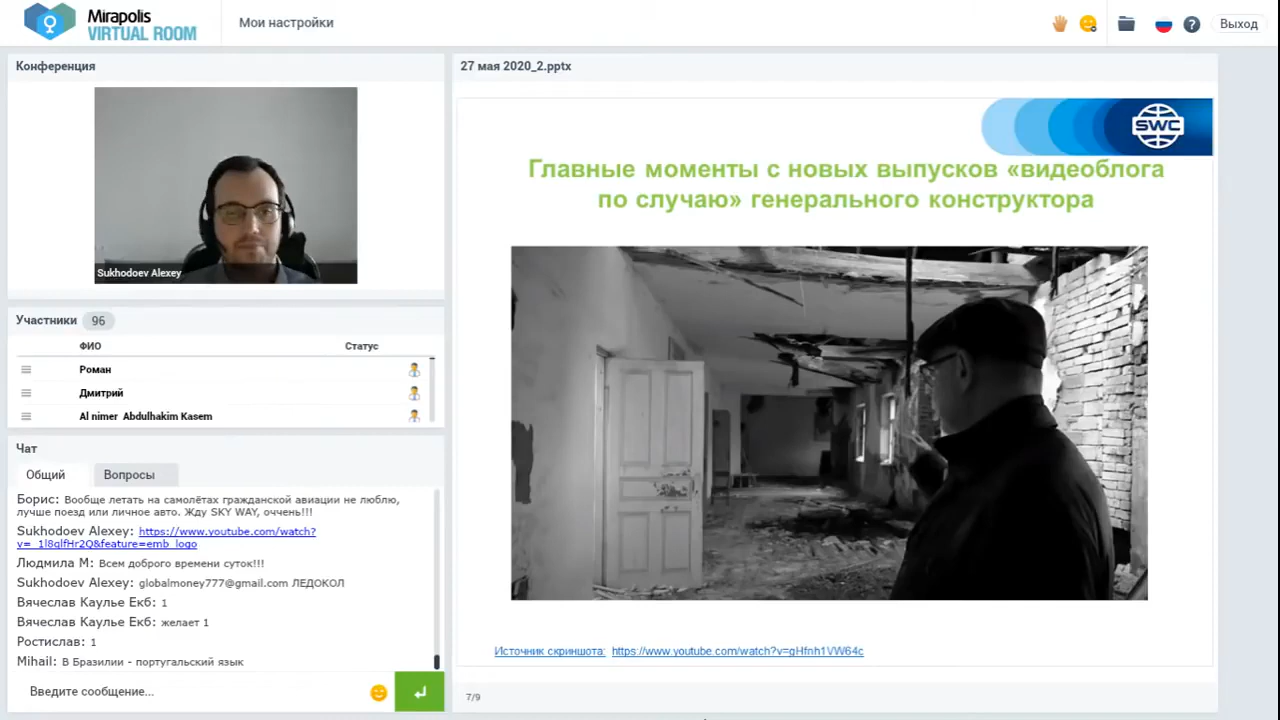 Mirapolis
VIRTUAL ROOM
Мои настройки
Выход
Конференция
Sukhodoev Alexey
Участники 96
ФИО Статус
Роман
Дмитрий
Al nimer Abdulhakim Kasem
Чат
Общий Вопросы
Борис: Вообще летать на самолётах гражданской авиации не люблю,
лучше поезд или личное авто. Жду SKY WAY, оччень!!!
Sukhodoev Alexey: https://www.youtube.com/watch?
v=_1l8qlfHr2Q&feature=emb_logo
Людмила М: Всем доброго времени суток!!!
Sukhodoev Alexey: globalmoney777@gmail.com ЛЕДОКОЛ
Вячеслав Каулье Екб: 1
Вячеслав Каулье Екб: желает 1
Ростислав: 1
Mihail: В Бразилии - португальский язык
Введите сообщение...
27 мая 2020_2.pptx
SWC
Главные моменты с новых выпусков «видеоблога
по случаю» генерального конструктора
Источник скриншота: https://www.youtube.com/watch?v=gHfnh1VW64c
7/9